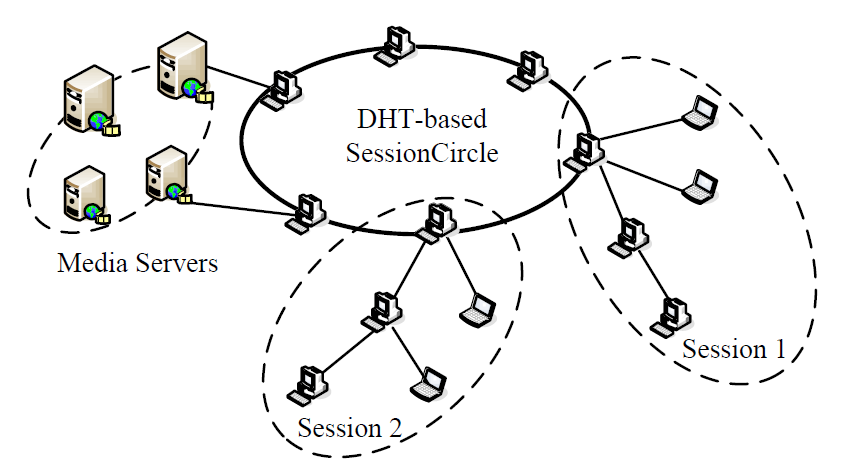 DHT-based
SessionCircle
Media Servers
Session 1
Session 2